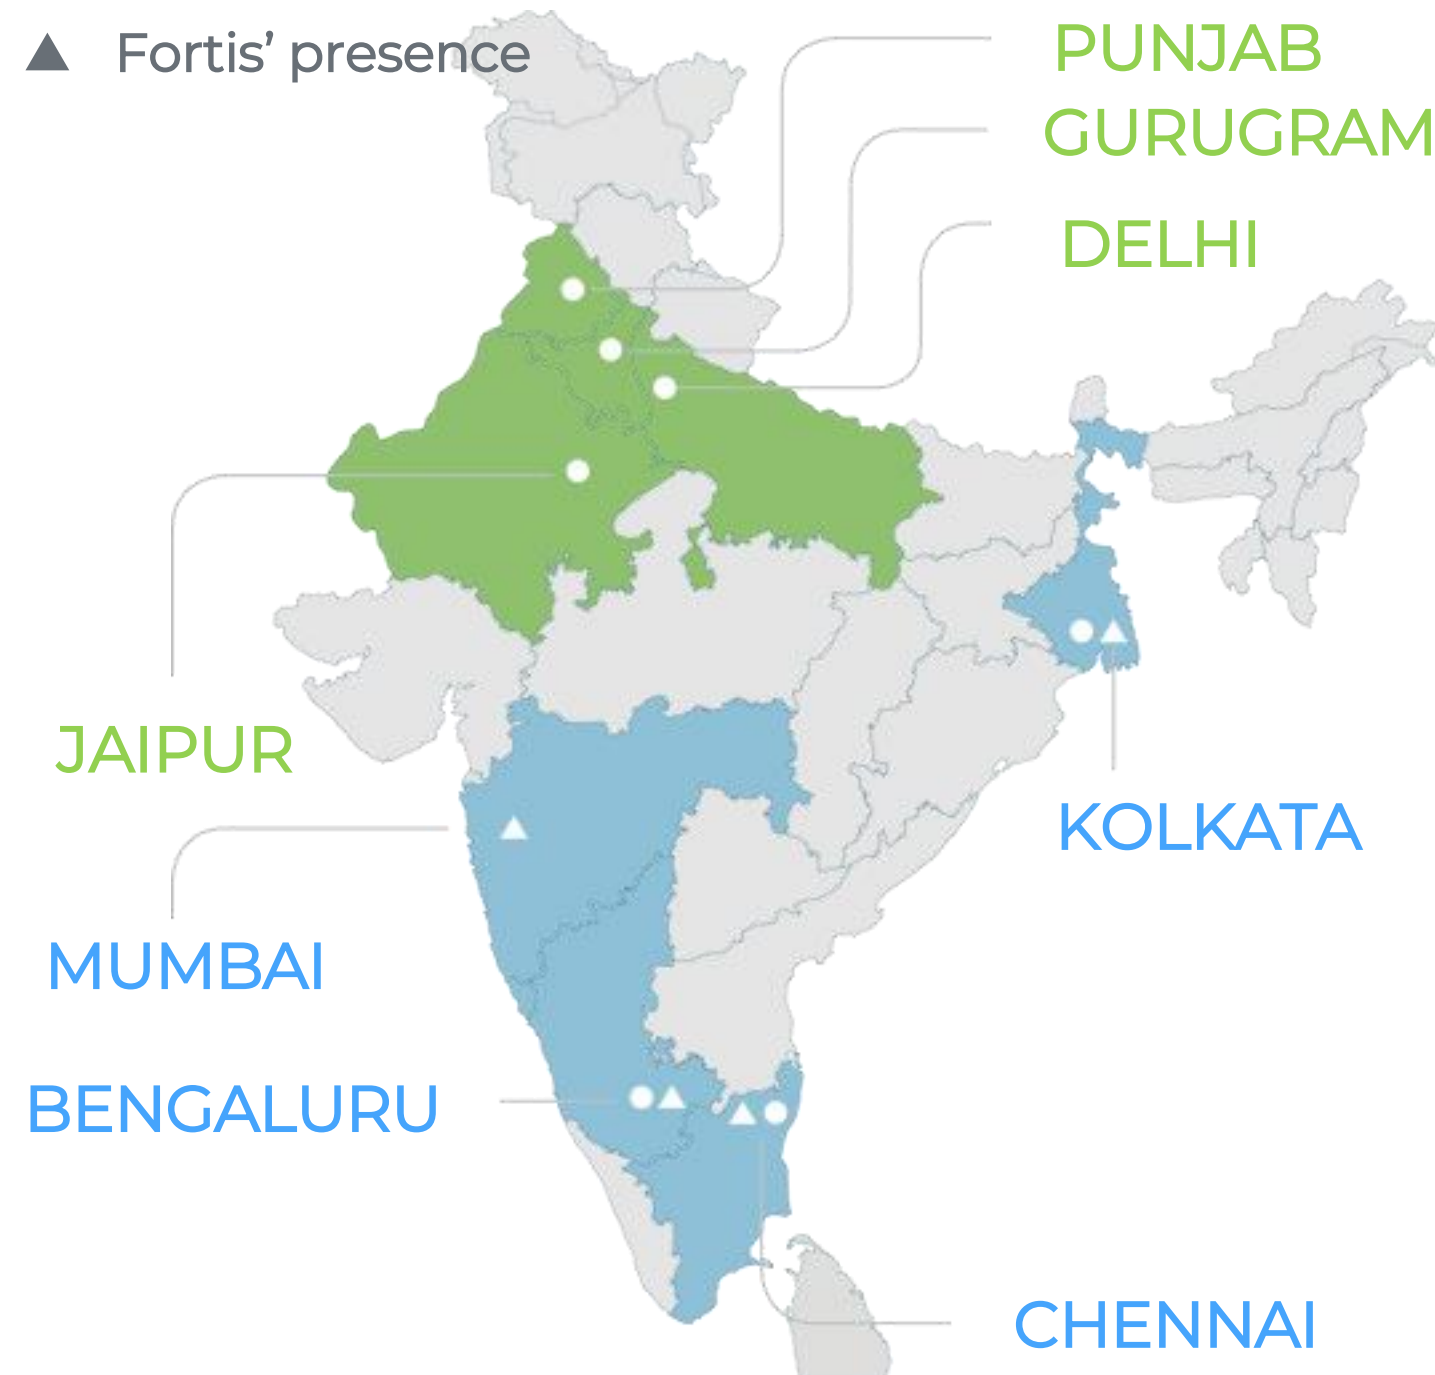 Fortis’ presence
PUNJAB
GURUGRAM
DELHI
JAIPUR
KOLKATA
MUMBAI
BENGALURU
CHENNAI